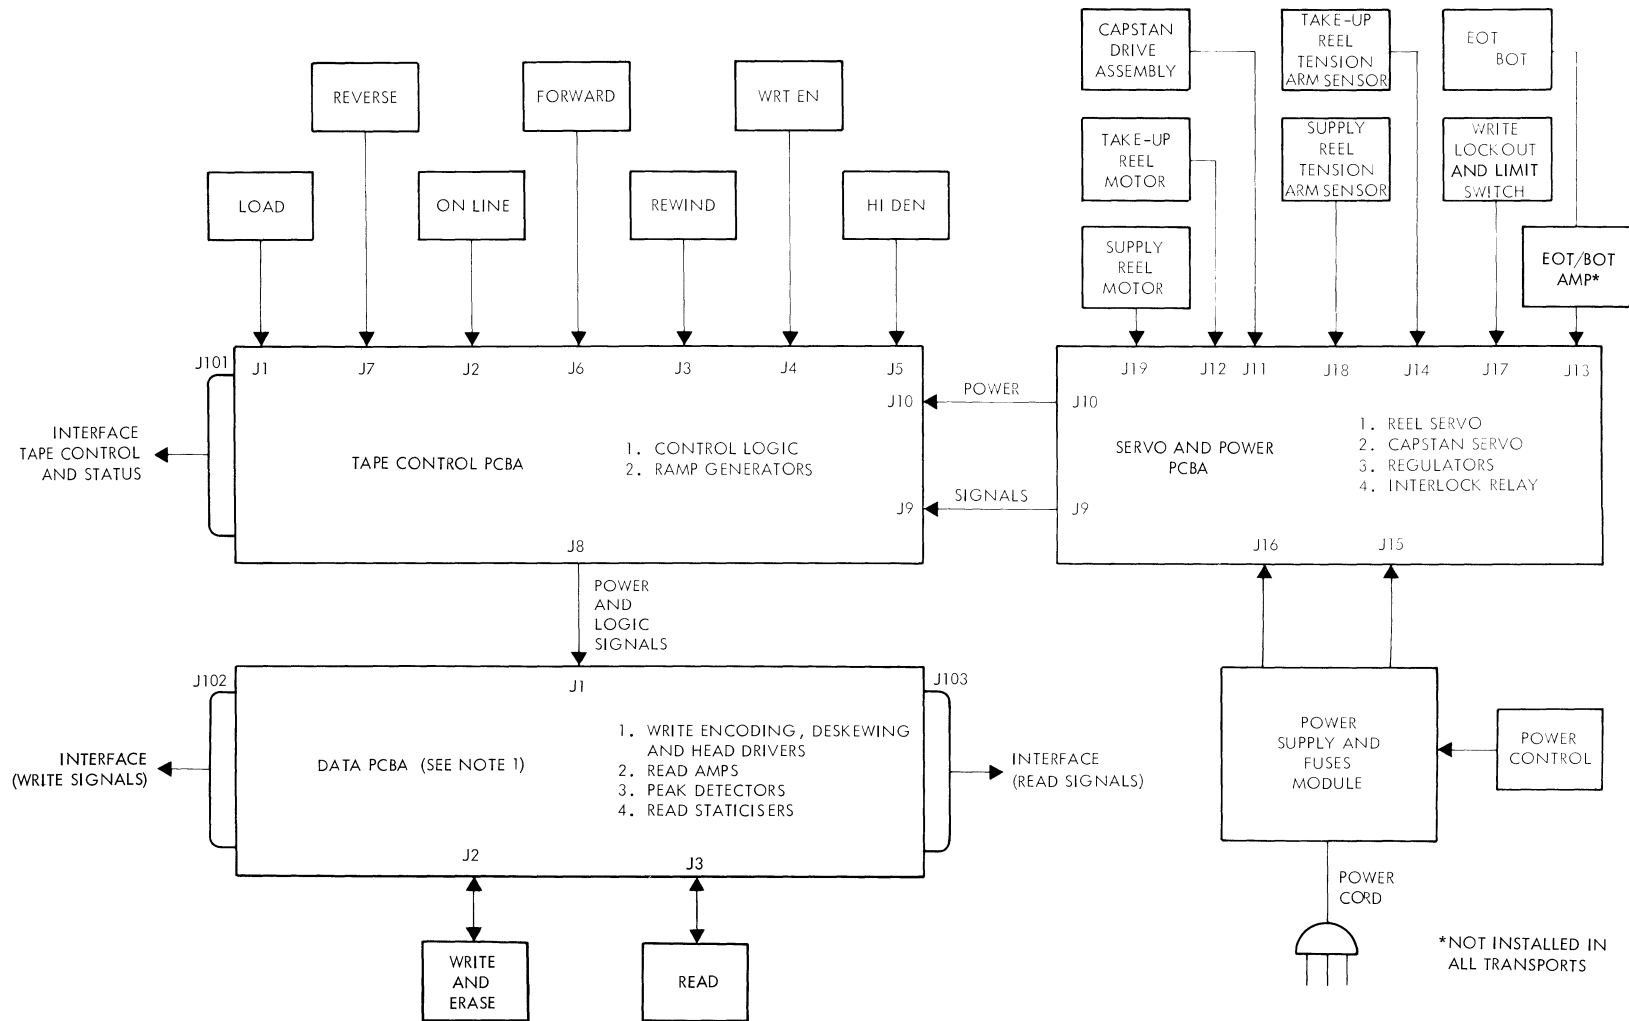 CAPSTAN
DRIVE
ASSEMBLY
TAKE-UP
REEL
TENSION
ARM SENSOR
EOT
BOT
REVERSE
FORWARD
WRT EN
TAKE-UP
REEL
MOTOR
SUPPLY
REEL
TENSION
ARM SENSOR
WRITE
LOCKOUT
AND LIMIT
SWITCH
LOAD
ON LINE
REWIND
HI DEN
SUPPLY
REEL
MOTOR
EOT/BOT
AMP*
J101
J1
J7
J2
J6
J3
J4
J5
J19
J12
J11
J18
J14
J17
J13
J10
POWER
J10
INTERFACE
TAPE CONTROL
AND STATUS
TAPE CONTROL PCBA
1. CONTROL LOGIC
2. RAMP GENERATORS
SERVO AND POWER
PCBA
1. REEL SERVO
2. CAPSTAN SERVO
3. REGULATORS
4. INTERLOCK RELAY
J9
SIGNALS
J9
J8
J16
J15
POWER
AND
LOGIC
SIGNALS
J102
J1
J103
INTERFACE
(WRITE SIGNALS)
DATA PCBA (SEE NOTE 1)
1. WRITE ENCODING, DESKEWING
AND HEAD DRIVERS
2. READ AMPS
3. PEAK DETECTORS
4. READ STATICISERS
INTERFACE
(READ SIGNALS)
POWER
SUPPLY AND
FUSES
MODULE
POWER
CONTROL
J2
J3
POWER
CORD
WRITE
AND
ERASE
READ
*NOT INSTALLED IN
ALL TRANSPORTS